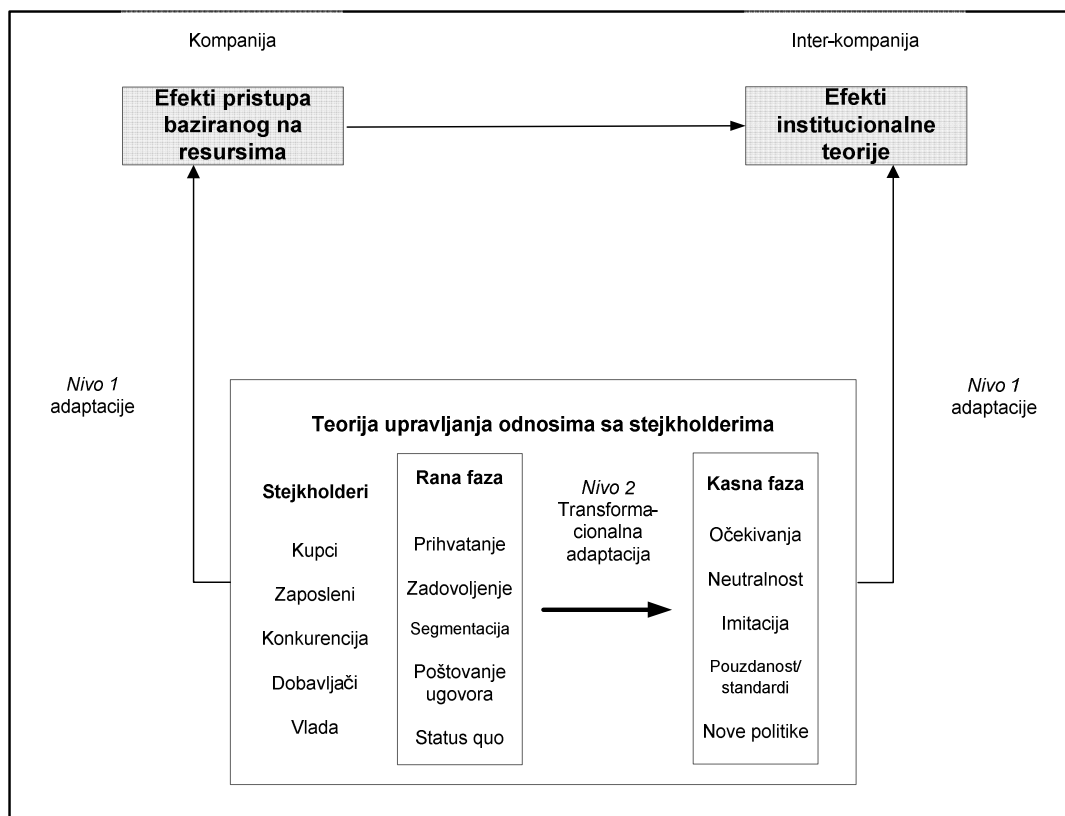 Kompanija
Inter-kompanija
Efekti pristupa
baziranog na
resursima
Efekti
institucionalne
teorije
Nivo 1
adaptacije
Nivo 1
adaptacije
Teorija upravljanja odnosima sa stejkholderima
Stejkholderi
Kupci
Zaposleni
Konkurencija
Dobavljači
Vlada
Rana faza
Prihvatanje
Zadovoljenje
Segmentacija
Poštovanje
ugovora
Status quo
Nivo 2
Transforma-
cionalna
adaptacija
Kasna faza
Očekivanja
Neutralnost
Imitacija
Pouzdanost/
standardi
Nove politike